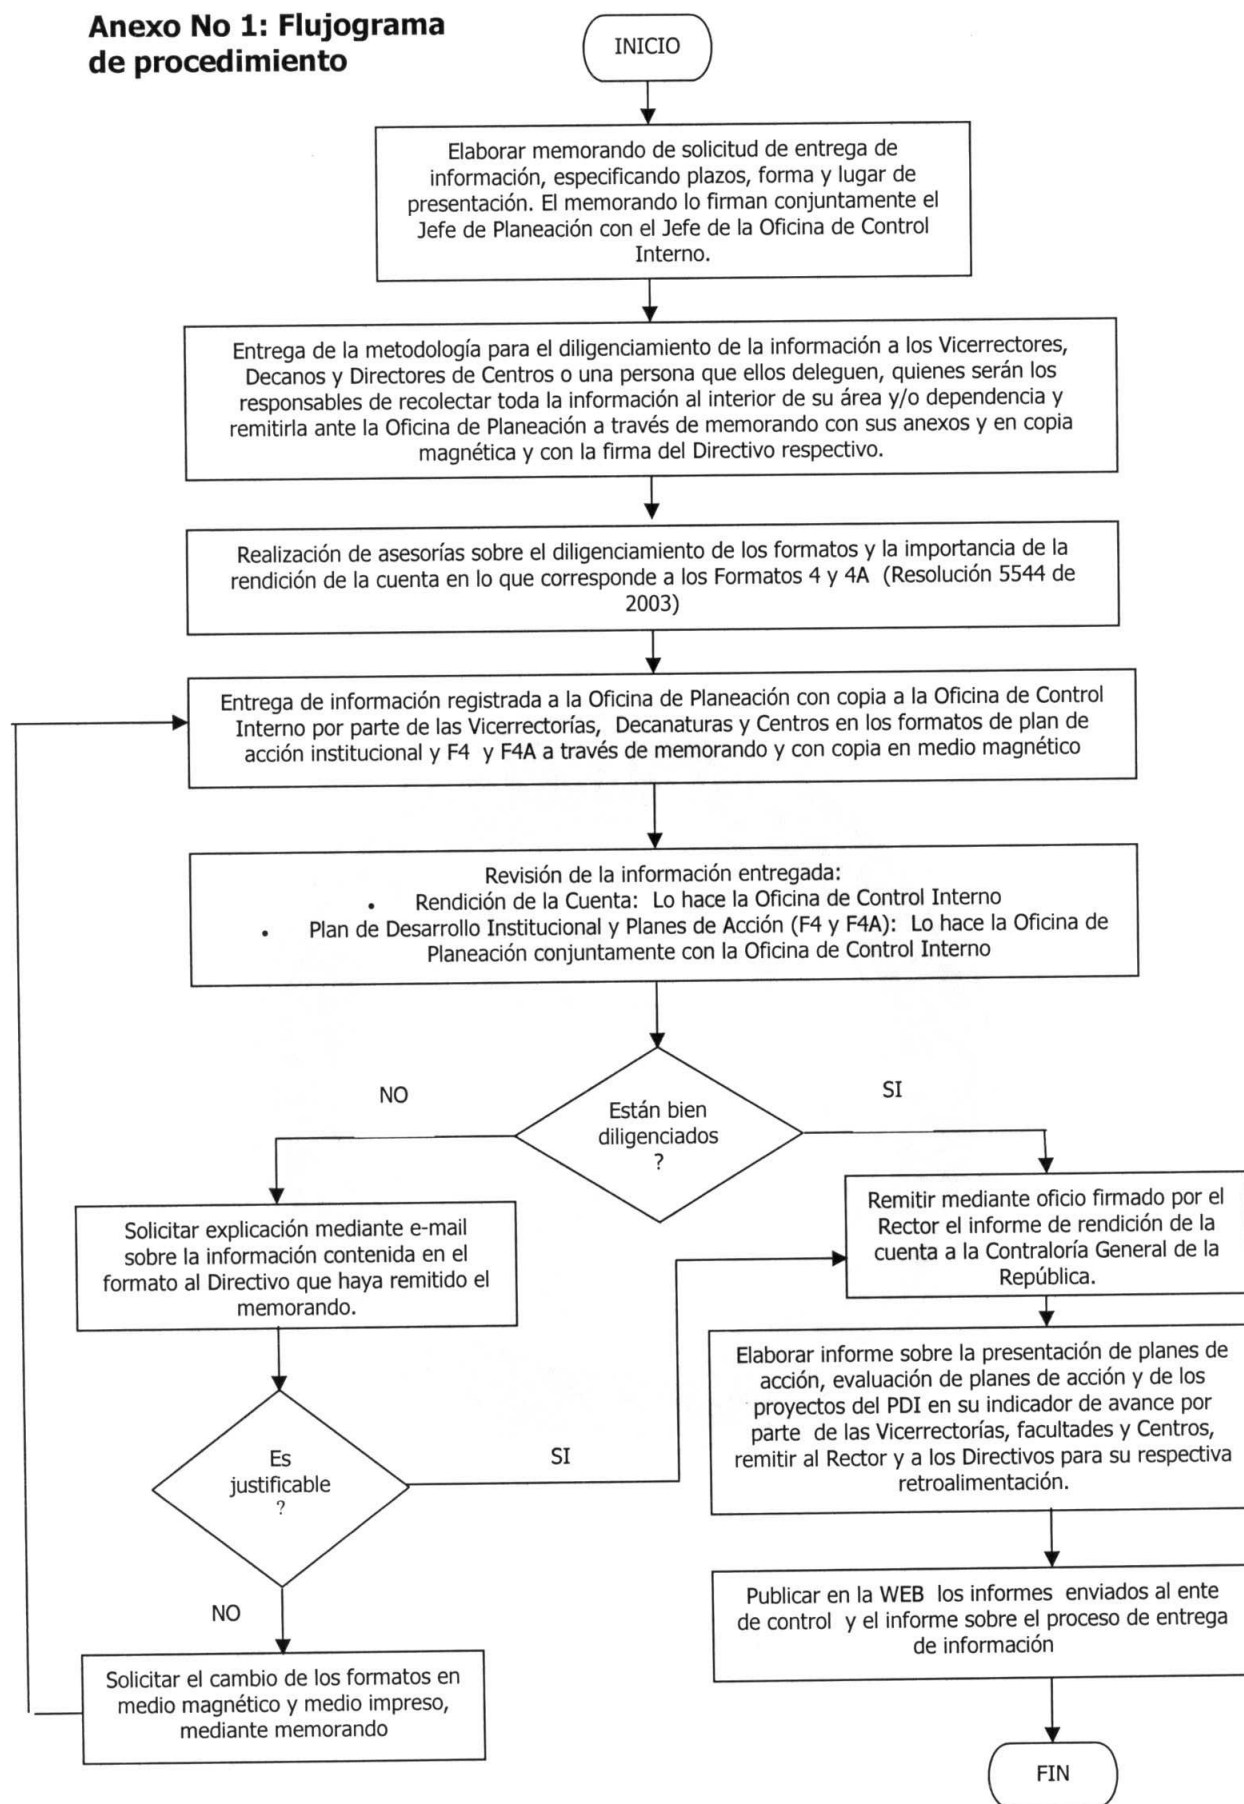 Anexo No 1: Flujograma
de procedimiento
INICIO
Elaborar memorando de solicitud de entrega de
información, especificando plazos, forma y lugar de
presentación. El memorando lo firman conjuntamente el
Jefe de Planeación con el Jefe de la Oficina de Control
Interno.
Entrega de la metodología para el diligenciamiento de la información a los Vicerrectores,
Decanos y Directores de Centros o una persona que ellos deleguen, quienes serán los
responsables de recolectar toda la información al interior de su área y/o dependencia y
remitirla ante la Oficina de Planeación a través de memorando con sus anexos y en copia
magnética y con la firma del Directivo respectivo.
Realización de asesorías sobre el diligenciamiento de los formatos y la importancia de la
rendición de la cuenta en lo que corresponde a los Formatos 4 y 4A (Resolución 5544 de
2003)
Entrega de información registrada a la Oficina de Planeación con copia a la Oficina de Control
Interno por parte de las Vicerrectorías, Decanaturas y Centros en los formatos de plan de
acción institucional y F4 y F4A a través de memorando y con copia en medio magnético
Revisión de la información entregada:
• Rendición de la Cuenta: Lo hace la Oficina de Control Interno
• Plan de Desarrollo Institucional y Planes de Acción (F4 y F4A): Lo hace la Oficina de
Planeación conjuntamente con la Oficina de Control Interno
NO
Están bien
diligenciados
?
SI
Solicitar explicación mediante e-mail
sobre la información contenida en el
formato al Directivo que haya remitido el
memorando.
Remitir mediante oficio firmado por el
Rector el informe de rendición de la
cuenta a la Contraloría General de la
República.
Elaborar informe sobre la presentación de planes de
acción, evaluación de planes de acción y de los
proyectos del PDI en su indicador de avance por
parte de las Vicerrectorías, facultades y Centros,
remitir al Rector y a los Directivos para su respectiva
retroalimentación.
Es
justificable
?
SI
NO
Publicar en la WEB los informes enviados al ente
de control y el informe sobre el proceso de entrega
de información
Solicitar el cambio de los formatos en
medio magnético y medio impreso,
mediante memorando
FIN